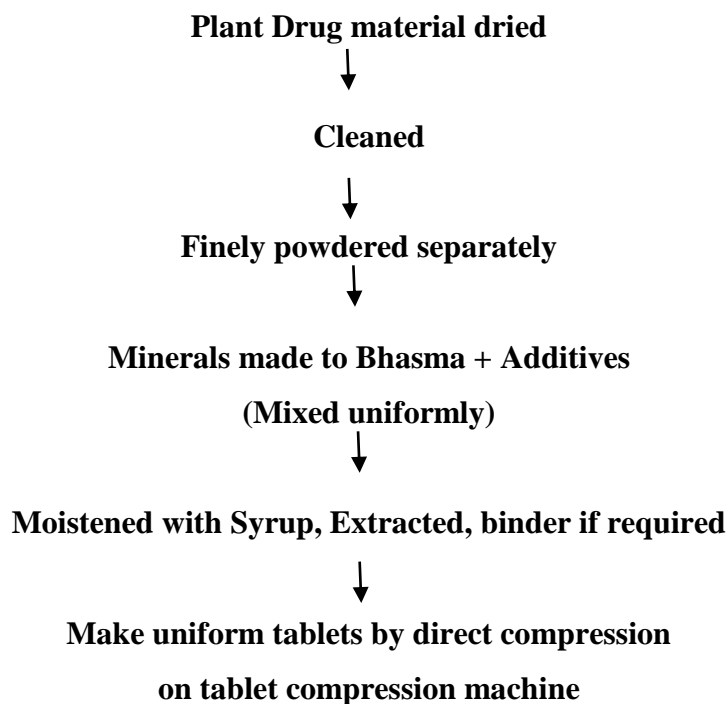 Plant Drug material dried
Cleaned
Finely powdered separately
Minerals made to Bhasma + Additives
(Mixed uniformly)
Moistened with Syrup, Extracted, binder if required
Make uniform tablets by direct compression
on tablet compression machine